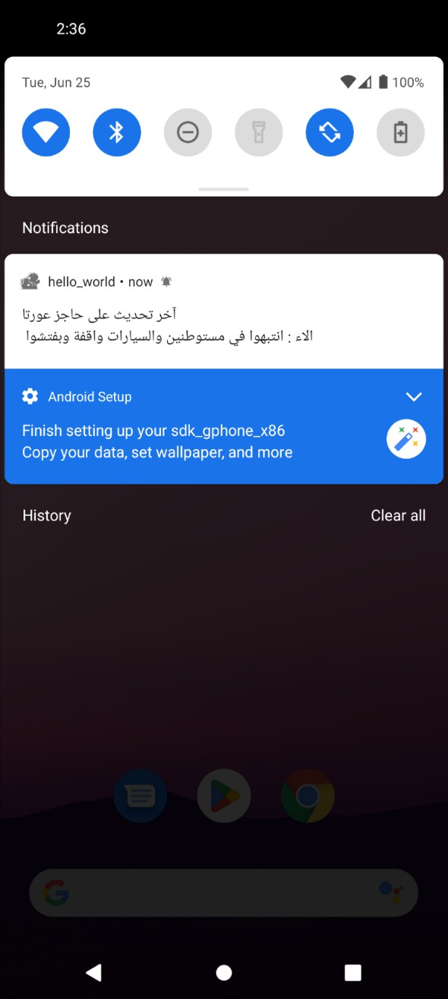 2:36
Tue, Jun 25
100%
Notifications
hello_world • now
آخر تحديث على حاجز عورتا
الاء : انتبهوا في مستوطنين والسيارات واقفة وبفتشوا
Android Setup
Finish setting up your sdk_gphone_x86
Copy your data, set wallpaper, and more
History
Clear all